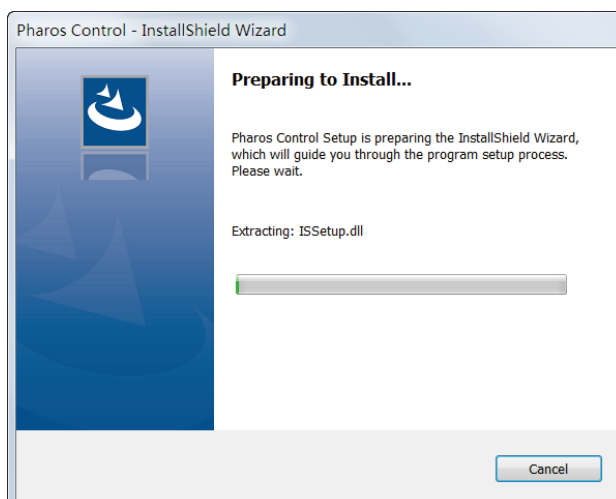 Pharos Control - InstallShield Wizard
Preparing to Install...
Pharos Control Setup is preparing the InstallShield Wizard,
which will guide you through the program setup process.
Please wait.
Extracting: ISSetup.dll
Cancel